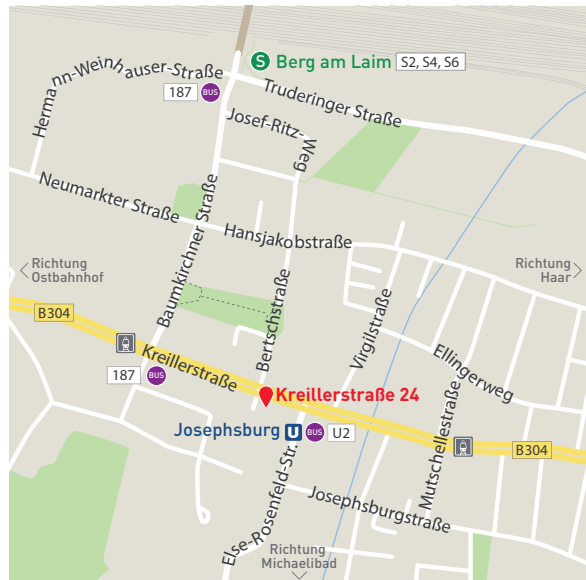 S Berg am Laim S2, S4, S6
Hermann-Weinhauser-Straße
187 BUS
Truderinger Straße
Josef-Ritz-Weg
Neumarkter Straße
Baumkirchner Straße
Hansjakobstraße
Richtung
Ostbahnhof
Richtung
Haar
B304
Bertschstraße
Virgilstraße
Ellingerweg
Kreillerstraße
187 BUS
Kreillerstraße 24
Josephsburg U BUS U2
Mutschellestraße
B304
Else-Rosenfeld-Str.
Josephsburgstraße
Richtung
Michaelibad